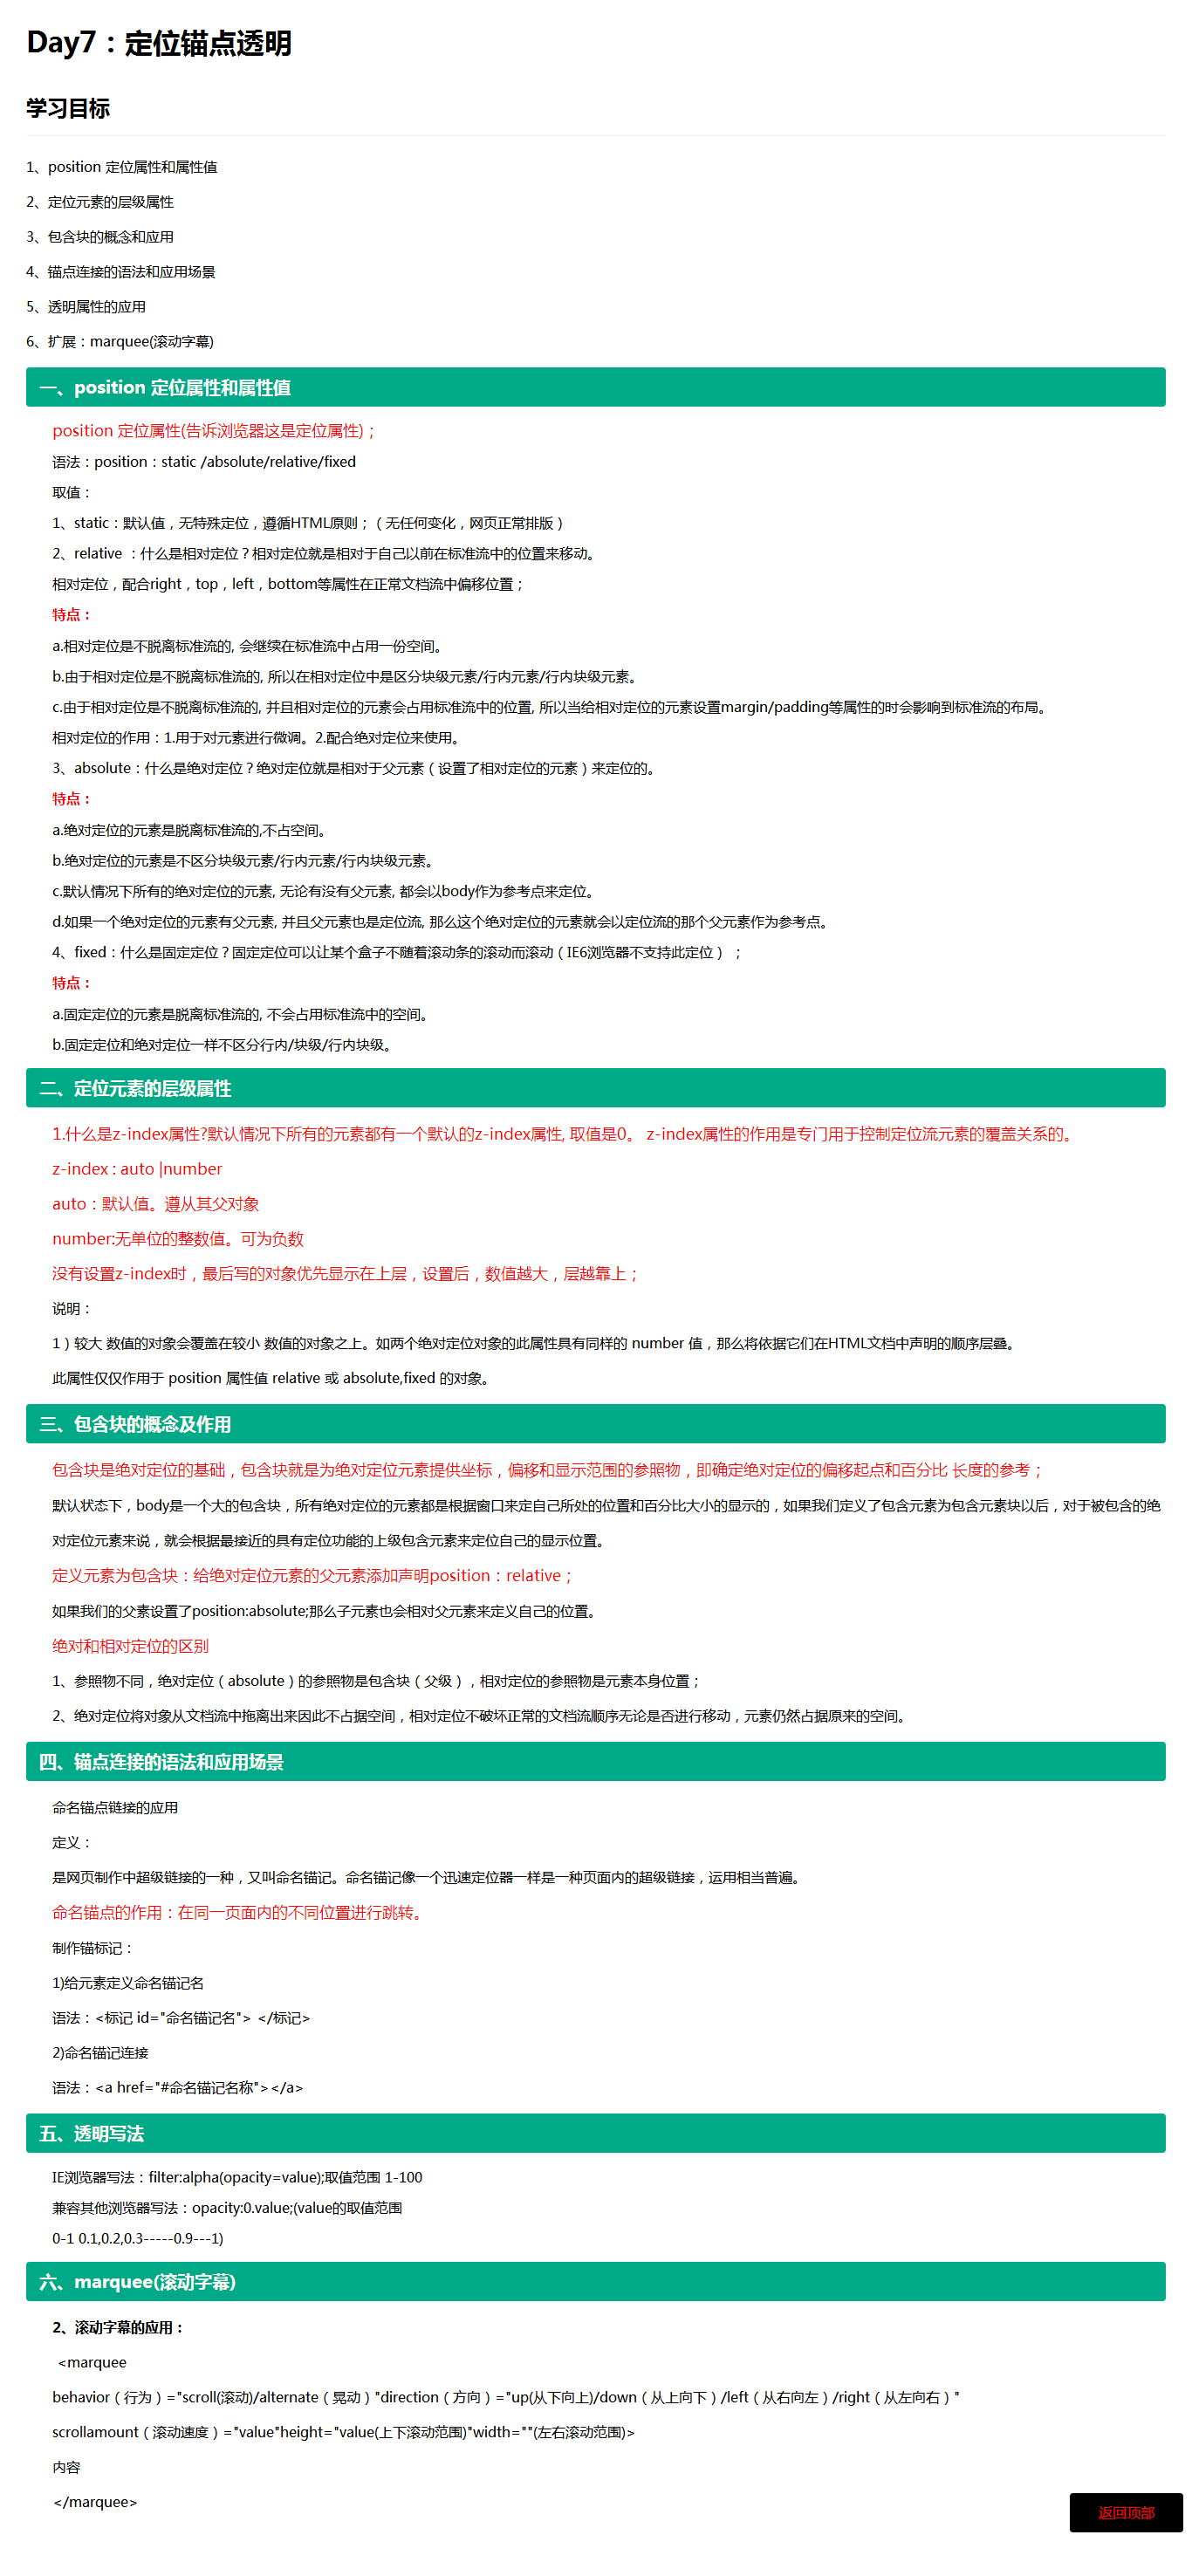 Day7：定位锚点透明
学习目标
1、position 定位属性和属性值
2、定位元素的层级属性
3、包含块的概念和应用
4、锚点连接的语法和应用场景
5、透明属性的应用
6、扩展：marquee(滚动字幕)
一、position 定位属性和属性值
position 定位属性(告诉浏览器这是定位属性)；
语法：position：static /absolute/relative/fixed
取值：
1、static：默认值，无特殊定位，遵循HTML原则；（无任何变化，网页正常排版）
2、relative ：什么是相对定位？相对定位就是相对于自己以前在标准流中的位置来移动。
相对定位，配合right，top，left，bottom等属性在正常文档流中偏移位置；
特点：
a.相对定位是不脱离标准流的, 会继续在标准流中占用一份空间。
b.由于相对定位是不脱离标准流的, 所以在相对定位中是区分块级元素/行内元素/行内块级元素。
c.由于相对定位是不脱离标准流的, 并且相对定位的元素会占用标准流中的位置, 所以当给相对定位的元素设置margin/padding等属性的时会影响到标准流的布局。
相对定位的作用：1.用于对元素进行微调。2.配合绝对定位来使用。
3、absolute：什么是绝对定位？绝对定位就是相对于父元素（设置了相对定位的元素）来定位的。
特点：
a.绝对定位的元素是脱离标准流的,不占空间。
b.绝对定位的元素是不区分块级元素/行内元素/行内块级元素。
c.默认情况下所有的绝对定位的元素, 无论有没有父元素, 都会以body作为参考点来定位。
d.如果一个绝对定位的元素有父元素, 并且父元素也是定位流, 那么这个绝对定位的元素就会以定位流的那个父元素作为参考点。
4、fixed：什么是固定定位？固定定位可以让某个盒子不随着滚动条的滚动而滚动（IE6浏览器不支持此定位） ；
特点：
a.固定定位的元素是脱离标准流的, 不会占用标准流中的空间。
b.固定定位和绝对定位一样不区分行内/块级/行内块级。
二、定位元素的层级属性
1.什么是z-index属性?默认情况下所有的元素都有一个默认的z-index属性, 取值是0。 z-index属性的作用是专门用于控制定位流元素的覆盖关系的。
z-index : auto |number
auto：默认值。遵从其父对象
number:无单位的整数值。可为负数
没有设置z-index时，最后写的对象优先显示在上层，设置后，数值越大，层越靠上；
说明：
1）较大 数值的对象会覆盖在较小 数值的对象之上。如两个绝对定位对象的此属性具有同样的 number 值，那么将依据它们在HTML文档中声明的顺序层叠。
此属性仅仅作用于 position 属性值 relative 或 absolute,fixed 的对象。
三、包含块的概念及作用
包含块是绝对定位的基础，包含块就是为绝对定位元素提供坐标，偏移和显示范围的参照物，即确定绝对定位的偏移起点和百分比 长度的参考；
默认状态下，body是一个大的包含块，所有绝对定位的元素都是根据窗口来定自己所处的位置和百分比大小的显示的，如果我们定义了包含元素为包含元素块以后，对于被包含的绝
对定位元素来说，就会根据最接近的具有定位功能的上级包含元素来定位自己的显示位置。
定义元素为包含块：给绝对定位元素的父元素添加声明position：relative；
如果我们的父素设置了position:absolute;那么子元素也会相对父元素来定义自己的位置。
绝对和相对定位的区别
1、参照物不同，绝对定位（absolute）的参照物是包含块（父级），相对定位的参照物是元素本身位置；
2、绝对定位将对象从文档流中拖离出来因此不占据空间，相对定位不破坏正常的文档流顺序无论是否进行移动，元素仍然占据原来的空间。
四、锚点连接的语法和应用场景
命名锚点链接的应用
定义：
是网页制作中超级链接的一种，又叫命名锚记。命名锚记像一个迅速定位器一样是一种页面内的超级链接，运用相当普遍。
命名锚点的作用：在同一页面内的不同位置进行跳转。
制作锚标记：
1)给元素定义命名锚记名
语法：<标记 id="命名锚记名"> </标记>
2)命名锚记连接
语法：<a href="#命名锚记名称"></a>
五、透明写法
IE浏览器写法：filter:alpha(opacity=value);取值范围 1-100
兼容其他浏览器写法：opacity:0.value;(value的取值范围
0-1 0.1,0.2,0.3-----0.9---1)
六、marquee(滚动字幕)
2、滚动字幕的应用：
<marquee
behavior（行为）="scroll(滚动)/alternate（晃动）"direction（方向）="up(从下向上)/down（从上向下）/left（从右向左）/right（从左向右）"
scrollamount（滚动速度）="value"height="value(上下滚动范围)"width=""(左右滚动范围)>
内容
</marquee>
返回顶部